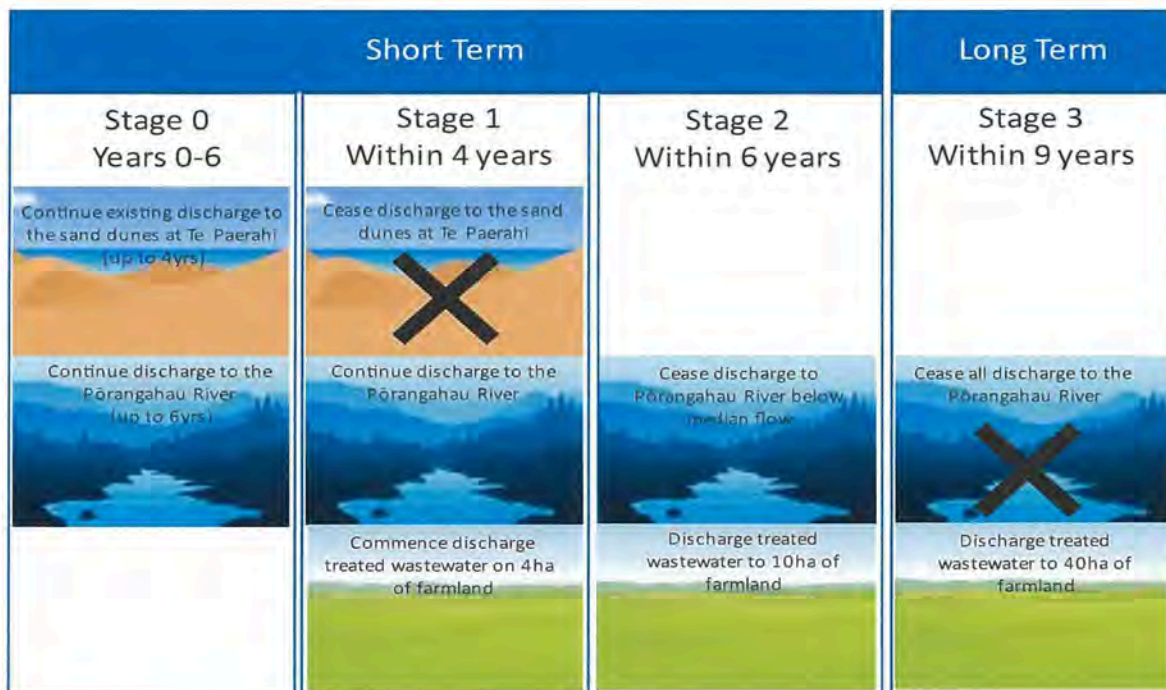 Short Term
Long Term
Stage 0
Years 0-6
Stage 1
Within 4 years
Stage 2
Within 6 years
Stage 3
Within 9 years
Continue existing discharge to
the sand dunes at Te Paerahi
(up to 4yrs)
Cease discharge to the sand
dunes at Te Paerahi
Continue discharge to the
Pōrangahau River
(up to 6yrs)
Continue discharge to the
Pōrangahau River
Cease discharge to
Pōrangahau River below
median flow
Cease all discharge to the
Pōrangahau River
Commence discharge
treated wastewater on 4ha
of farmland
Discharge treated
wastewater to 10ha of
farmland
Discharge treated
wastewater to 40ha of
farmland